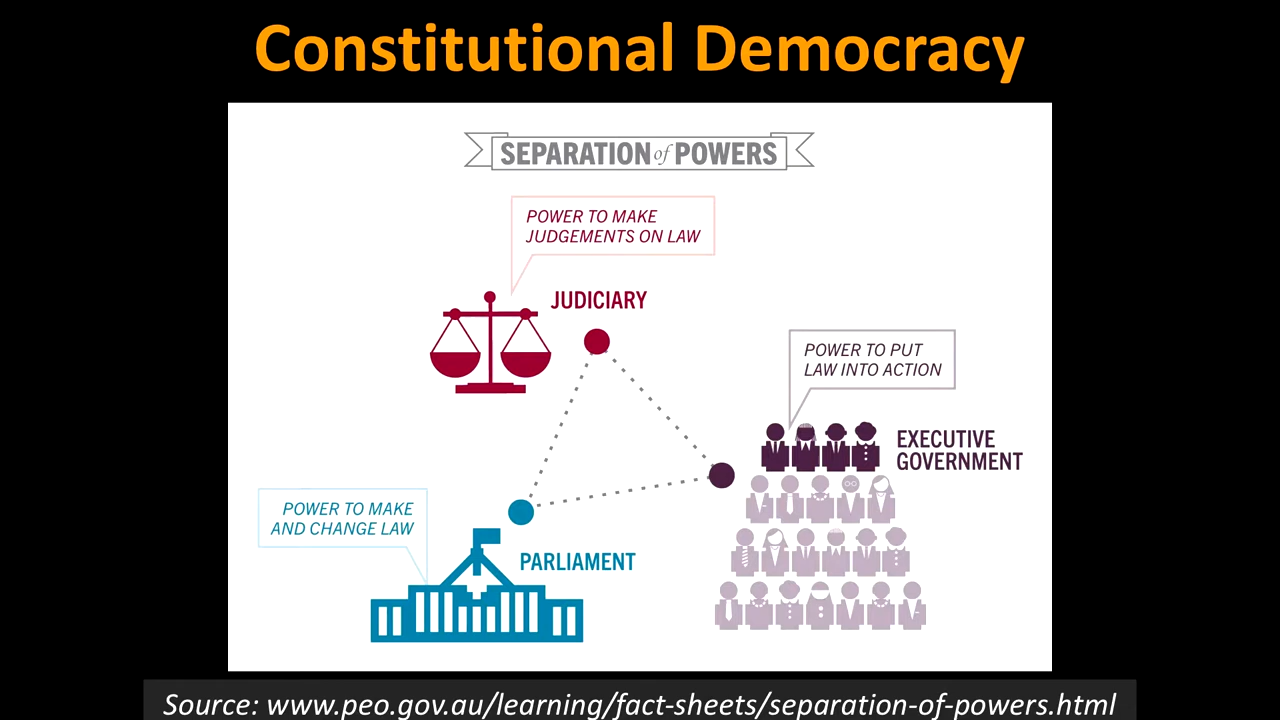 Constitutional Democracy
SEPARATION of POWERS
POWER TO MAKE
JUDGEMENTS ON LAW
JUDICIARY
POWER TO PUT
LAW INTO ACTION
EXECUTIVE
GOVERNMENT
POWER TO MAKE
AND CHANGE LAW
PARLIAMENT
Source: www.peo.gov.au/learning/fact-sheets/separation-of-powers.html